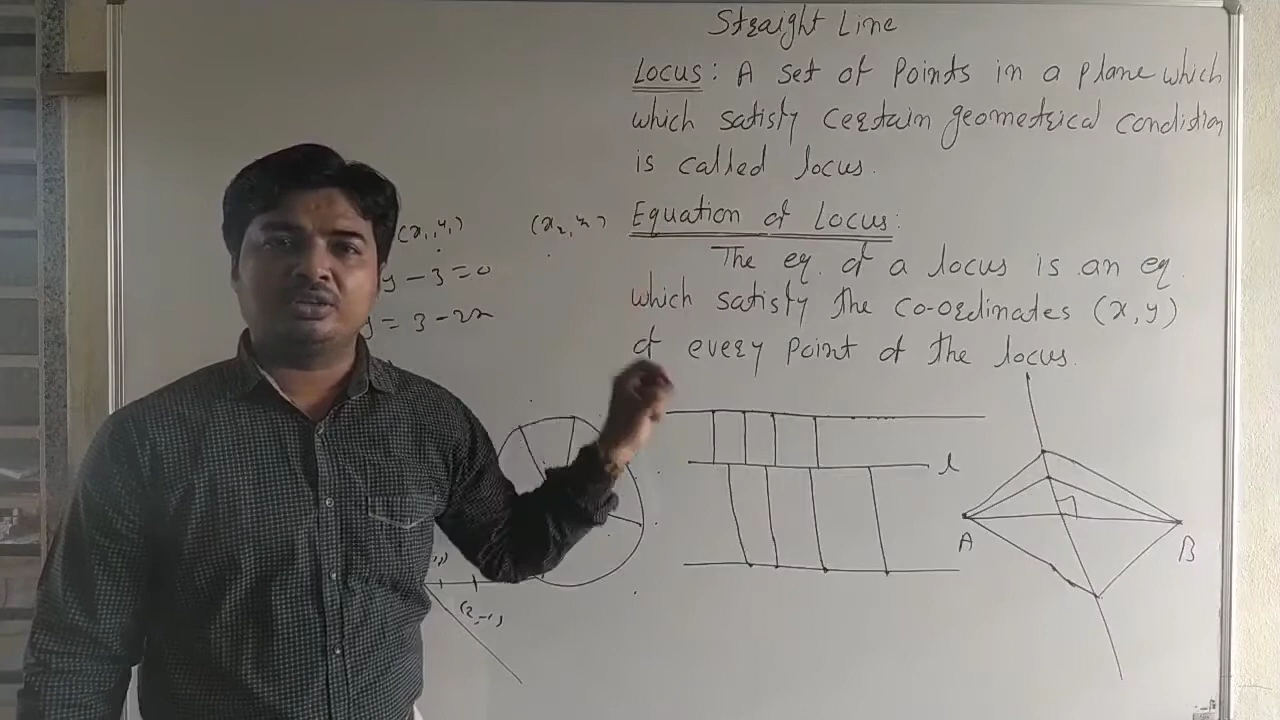 Straight Line
Locus: A set of points in a plane which
which satisfy certain geometrical condition
is called locus.
Equation of Locus:
The eq. of a locus is an eq.
which satisfy the co-ordinates (x,y)
of every point of the locus.
(x₁, y₁)
y - 3 = 0
y = 3 - 2x
l
A
B
(2,-1)